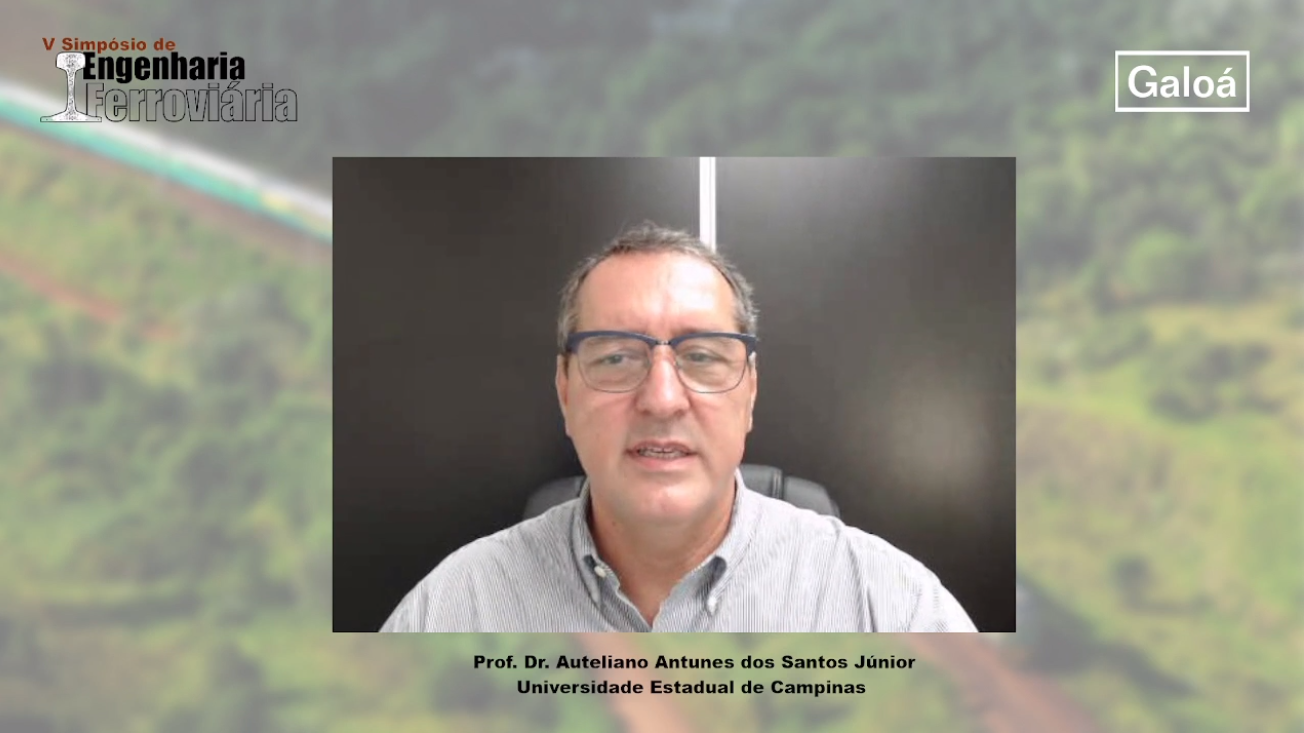 V Simpósio de
Engenharia
Ferroviária
Galoá
Prof. Dr. Auteliano Antunes dos Santos Júnior
Universidade Estadual de Campinas